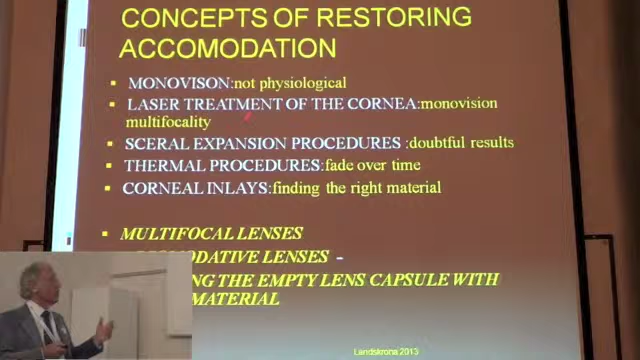 CONCEPTS OF RESTORING
ACCOMODATION
MONOVISON:not physiological
LASER TREATMENT OF THE CORNEA:monovision
multifocality
SCERAL EXPANSION PROCEDURES :doubtful results
THERMAL PROCEDURES:fade over time
CORNEAL INLAYS:finding the right material
MULTIFOCAL LENSES
LENSES -
THE EMPTY LENS CAPSULE WITH
MATERIAL
Landskrona 2013